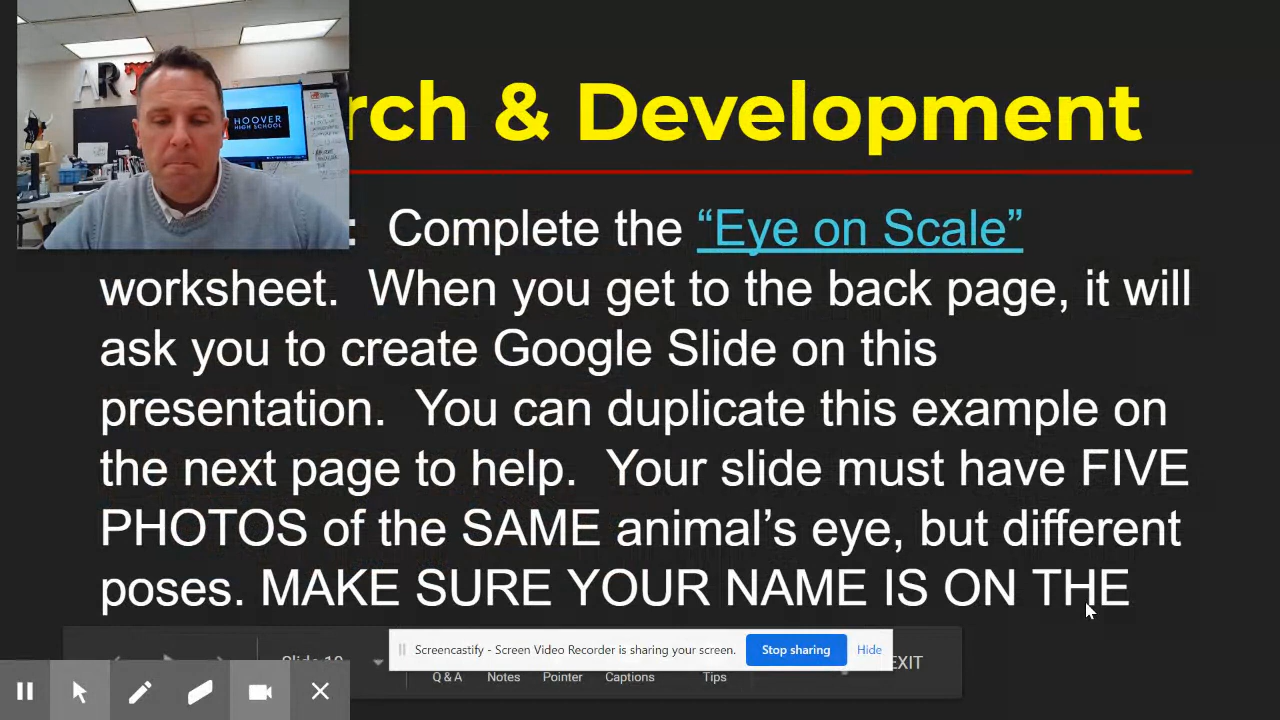 ART
HOOVER
HIGH SCHOOL
rch & Development
: Complete the “Eye on Scale”
worksheet. When you get to the back page, it will
ask you to create Google Slide on this
presentation. You can duplicate this example on
the next page to help. Your slide must have FIVE
PHOTOS of the SAME animal’s eye, but different
poses. MAKE SURE YOUR NAME IS ON THE
Screencastify - Screen Video Recorder is sharing your screen.
Stop sharing
Hide
Slide
EXIT
Q & A
Notes
Pointer
Captions
Tips